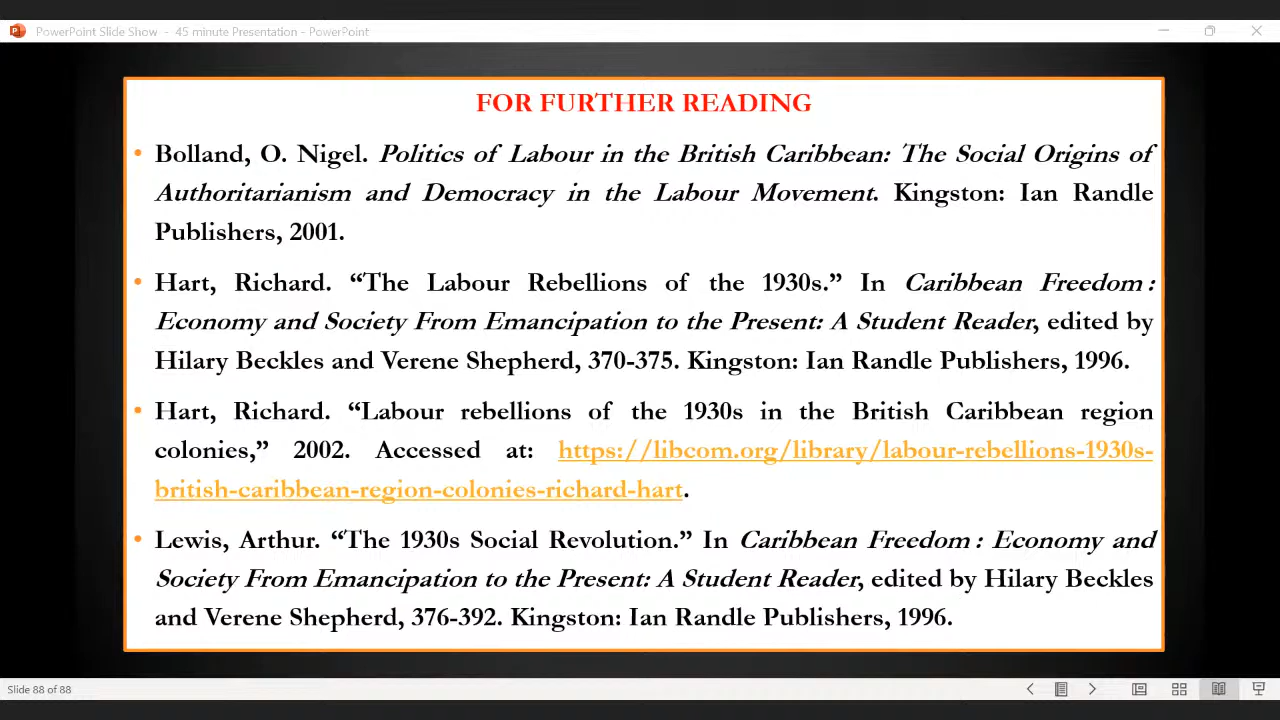 PowerPoint Slide Show - 45 minute Presentation - PowerPoint
FOR FURTHER READING
• Bolland, O. Nigel. Politics of Labour in the British Caribbean: The Social Origins of
Authoritarianism and Democracy in the Labour Movement. Kingston: Ian Randle
Publishers, 2001.
• Hart, Richard. “The Labour Rebellions of the 1930s.” In Caribbean Freedom :
Economy and Society From Emancipation to the Present: A Student Reader, edited by
Hilary Beckles and Verene Shepherd, 370-375. Kingston: Ian Randle Publishers, 1996.
• Hart, Richard. “Labour rebellions of the 1930s in the British Caribbean region
colonies,” 2002. Accessed at: https://libcom.org/library/labour-rebellions-1930s-
british-caribbean-region-colonies-richard-hart.
• Lewis, Arthur. “The 1930s Social Revolution.” In Caribbean Freedom : Economy and
Society From Emancipation to the Present: A Student Reader, edited by Hilary Beckles
and Verene Shepherd, 376-392. Kingston: Ian Randle Publishers, 1996.
Slide 88 of 88